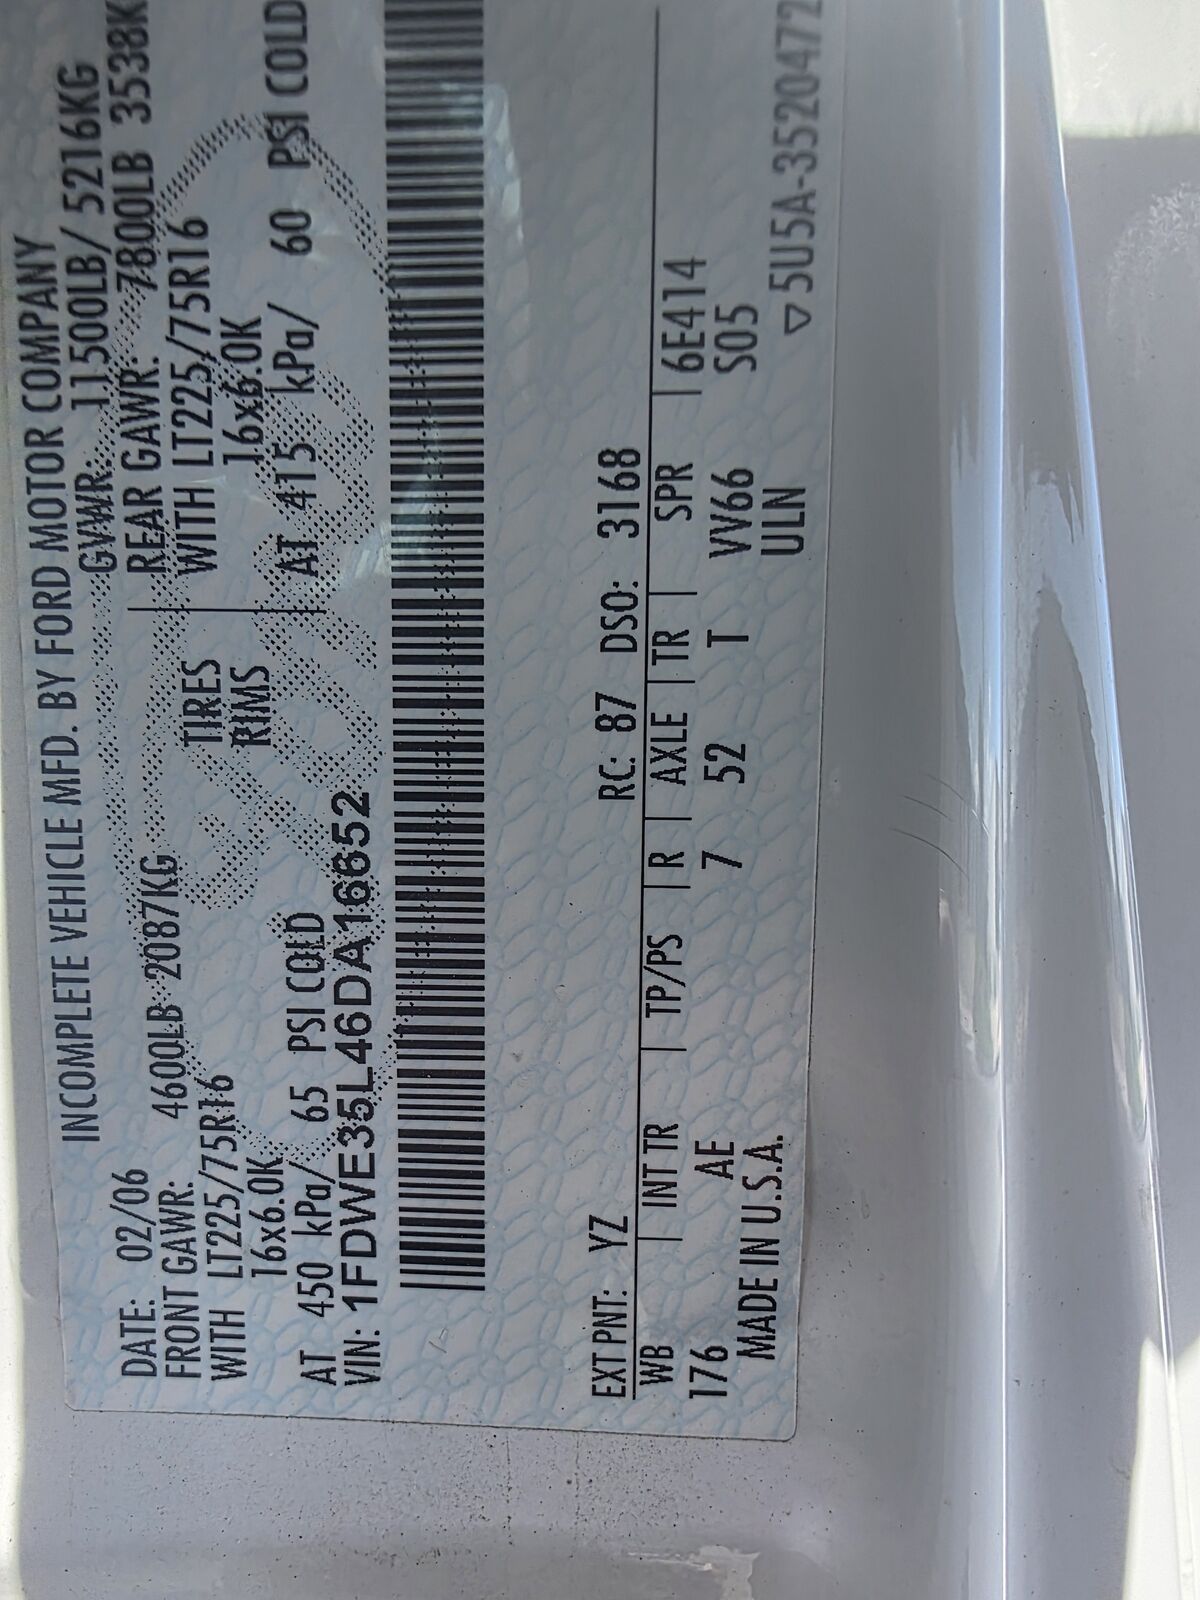 INCOMPLETE VEHICLE MFD. BY FORD MOTOR COMPANY
DATE: 02/06 GVWR: 11500LB/ 5216KG
FRONT GAWR: 4600LB 2087KG REAR GAWR: 7800LB 3538K
WITH LT225/75R16 TIRES WITH LT225/75R16
16x6.0K RIMS 16x6.0K
AT 450 kPa/ 65 PSI COLD AT 415 kPa/ 60 PSI COLD
VIN: 1FDWE35L46DA16652
EXT PNT: YZ RC: 87 DSO: 3168
WB | INT TR | TP/PS | R | AXLE | TR | SPR | 6E414
176 AE 7 52 T VV66 S05
MADE IN U.S.A. ULN
▽5U5A-3520472